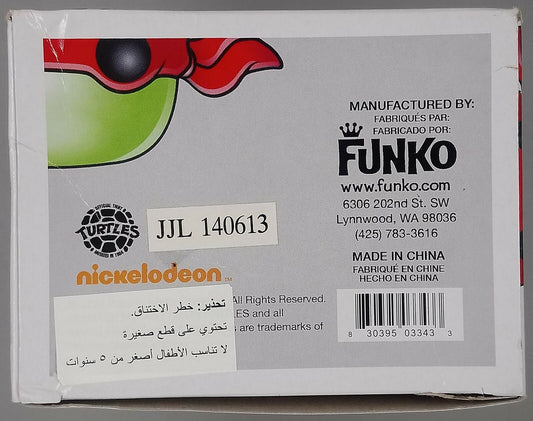 MANUFACTURED BY:
FABRIQUÉS PAR:
FABRICADO POR:
FUNKO
www.funko.com
6306 202nd St. SW
Lynnwood, WA 98036
(425) 783-3616
MADE IN CHINA
FABRIQUÉ EN CHINE
HECHO EN CHINA
8 30395 03343 3
TURTLES
JJL 140613
nickelodeon
All Rights Reserved.
ES and all
are trademarks of
تحذير: خطر الاختناق.
تحتوي على قطع صغيرة
لا تناسب الأطفال أصغر من ٥ سنوات